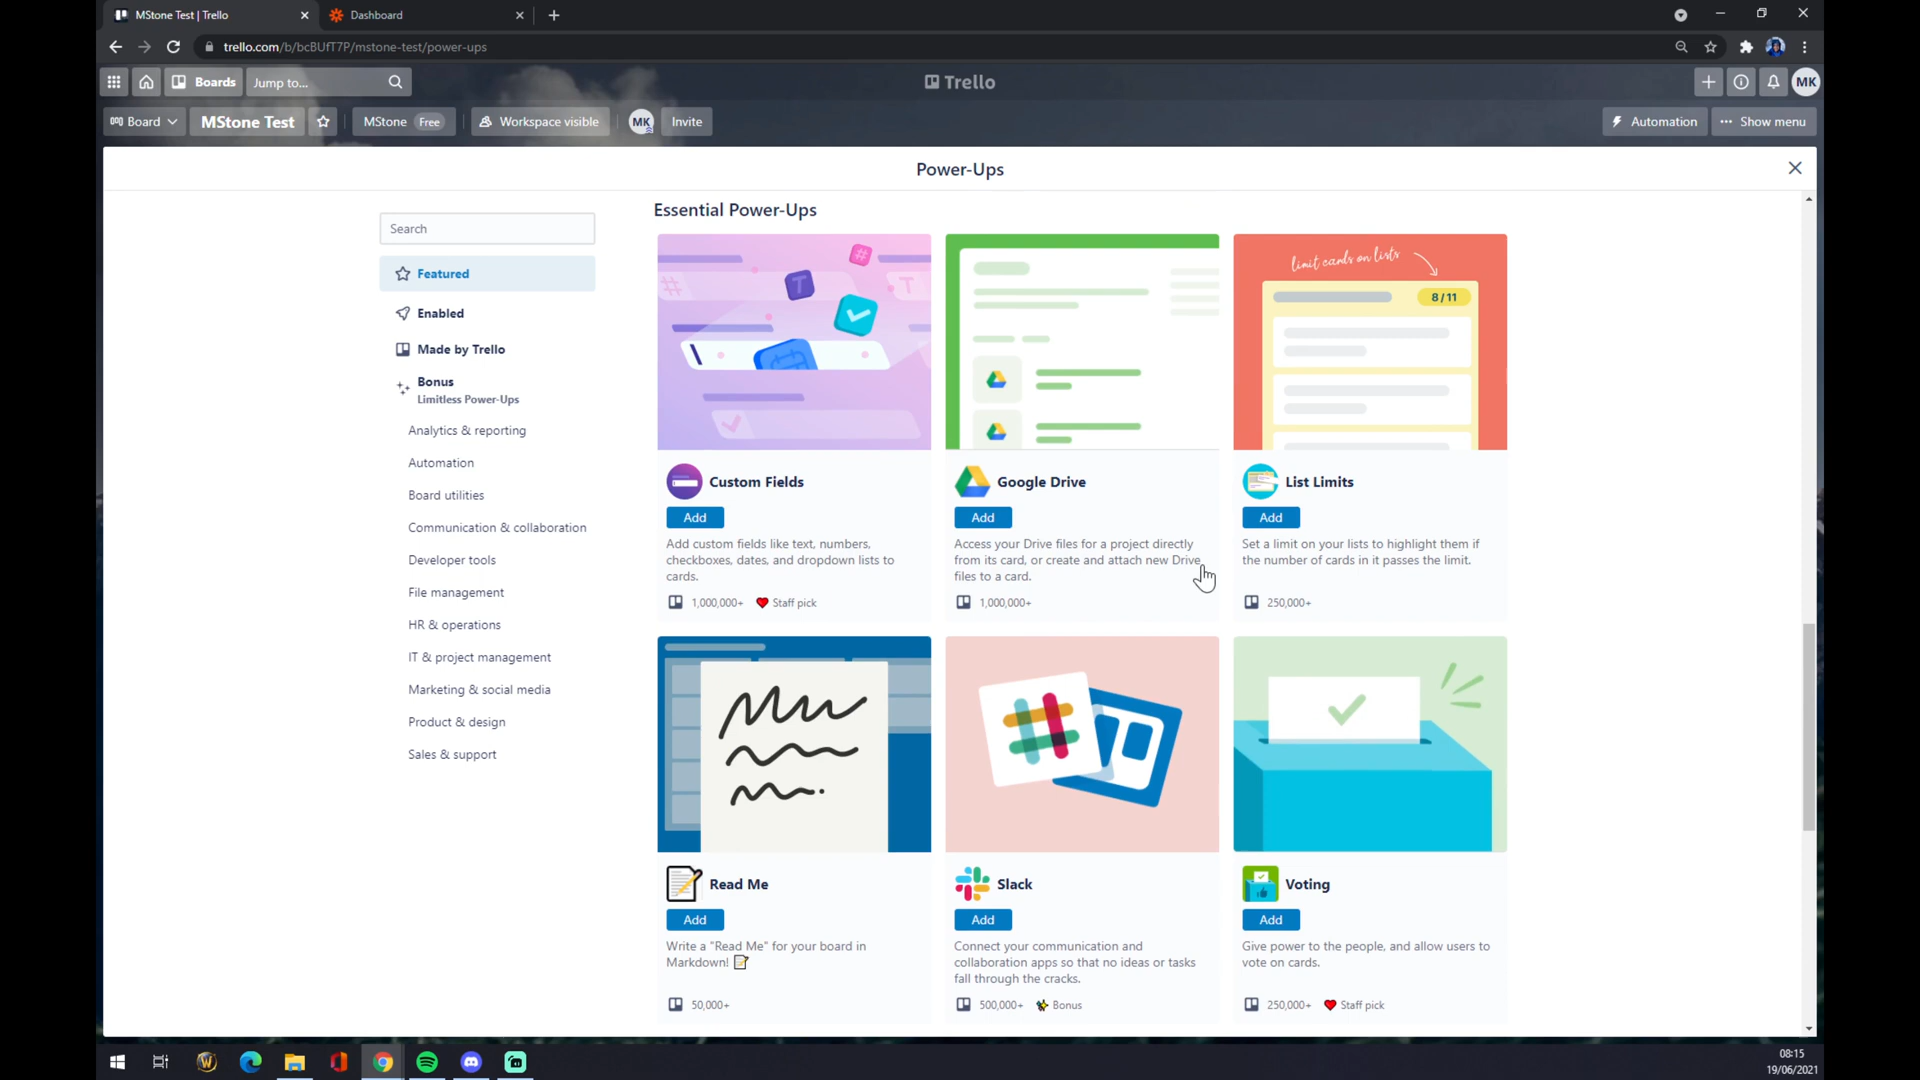 MStone Test | Trello
Dashboard
trello.com/b/bcBUfT7P/mstone-test/power-ups
Boards
Jump to...
Trello
MK
Board
MStone Test
MStone Free
Workspace visible
MK
Invite
Automation
Show menu
Power-Ups
Search
Featured
Enabled
Made by Trello
Bonus
Limitless Power-Ups
Analytics & reporting
Automation
Board utilities
Communication & collaboration
Developer tools
File management
HR & operations
IT & project management
Marketing & social media
Product & design
Sales & support
Essential Power-Ups
limit cards on lists
8/11
Custom Fields
Add
Add custom fields like text, numbers,
checkboxes, dates, and dropdown lists to
cards.
1,000,000+ Staff pick
Google Drive
Add
Access your Drive files for a project directly
from its card, or create and attach new Drive
files to a card.
1,000,000+
List Limits
Add
Set a limit on your lists to highlight them if
the number of cards in it passes the limit.
250,000+
Read Me
Add
Write a "Read Me" for your board in
Markdown!
50,000+
Slack
Add
Connect your communication and
collaboration apps so that no ideas or tasks
fall through the cracks.
500,000+ Bonus
Voting
Add
Give power to the people, and allow users to
vote on cards.
250,000+ Staff pick
08:15
19/06/2021